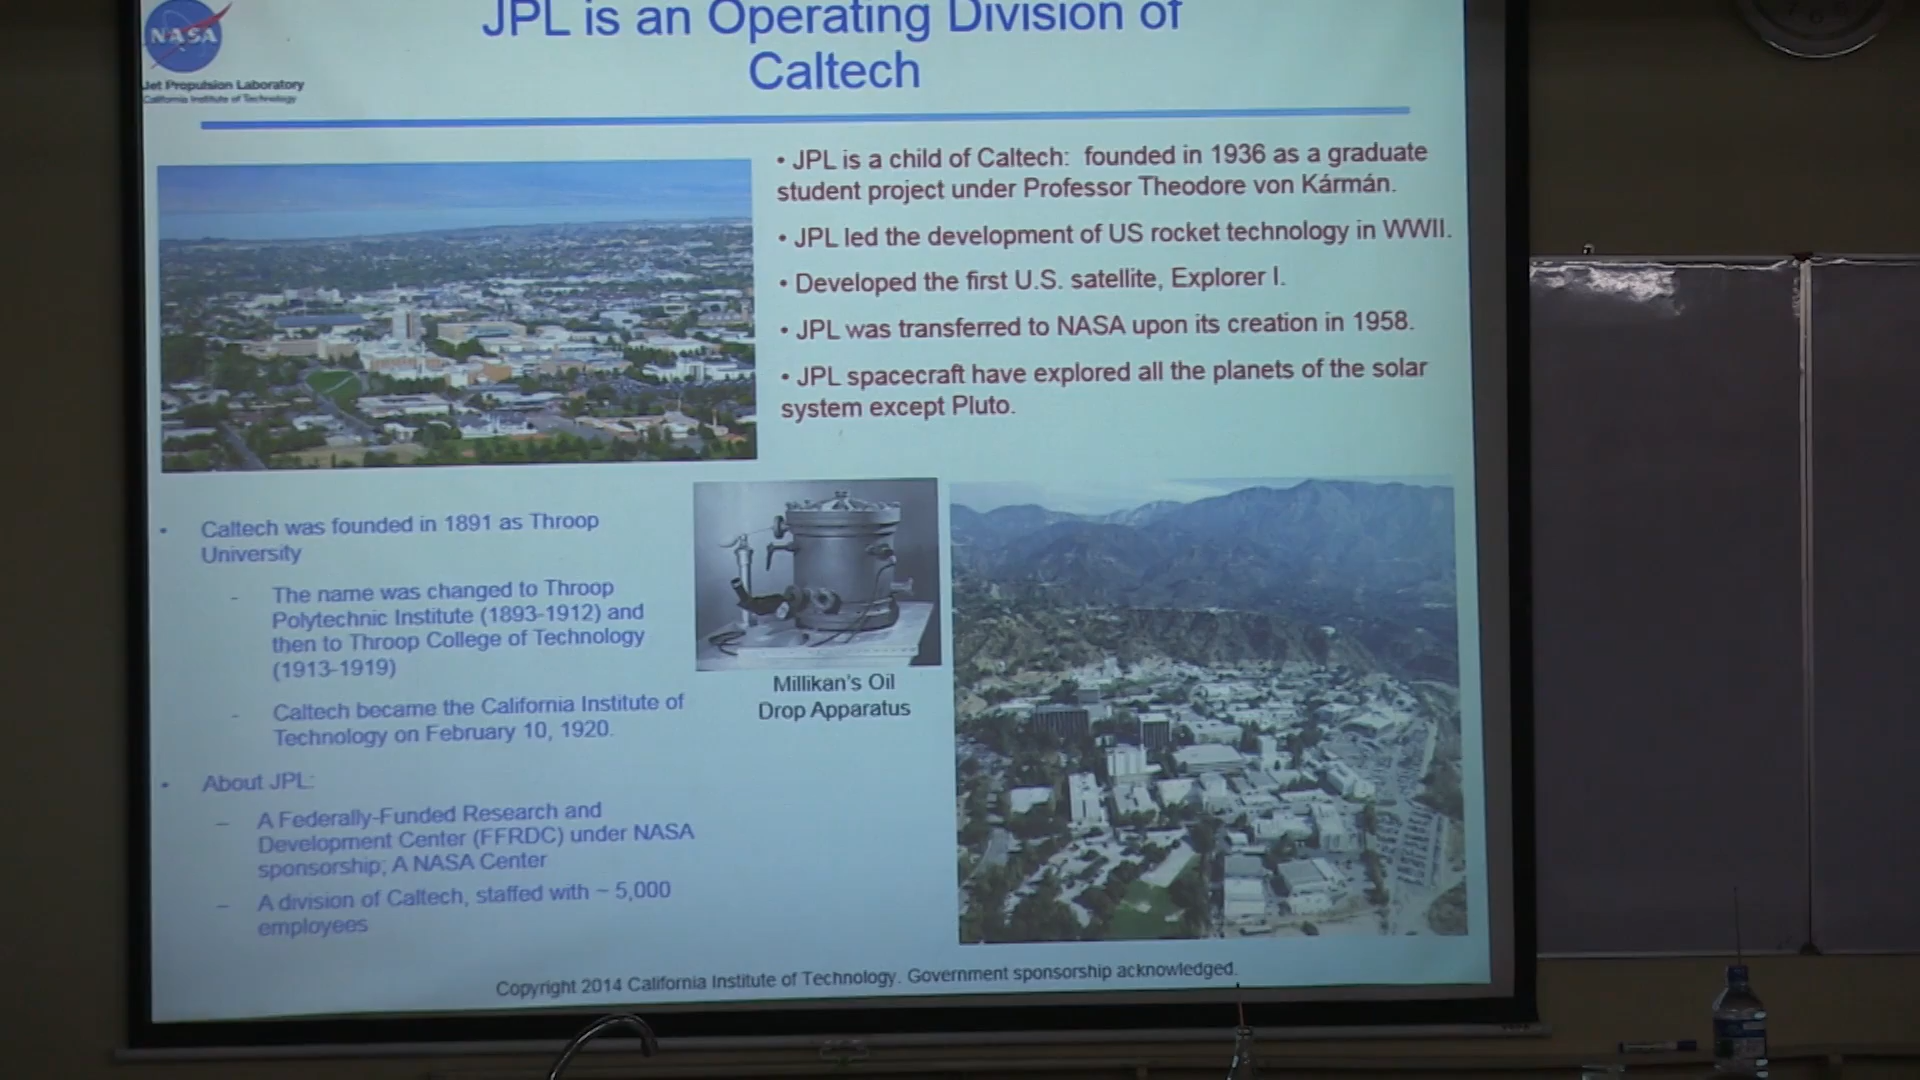 NASA
Jet Propulsion Laboratory
California Institute of Technology
JPL is an Operating Division of
Caltech
• JPL is a child of Caltech: founded in 1936 as a graduate
student project under Professor Theodore von Kármán.
• JPL led the development of US rocket technology in WWII.
• Developed the first U.S. satellite, Explorer I.
• JPL was transferred to NASA upon its creation in 1958.
• JPL spacecraft have explored all the planets of the solar
system except Pluto.
• Caltech was founded in 1891 as Throop
University
- The name was changed to Throop
Polytechnic Institute (1893-1912) and
then to Throop College of Technology
(1913-1919)
- Caltech became the California Institute of
Technology on February 10, 1920.
• About JPL:
– A Federally-Funded Research and
Development Center (FFRDC) under NASA
sponsorship; A NASA Center
– A division of Caltech, staffed with ~ 5,000
employees
Millikan's Oil
Drop Apparatus
Copyright 2014 California Institute of Technology. Government sponsorship acknowledged.